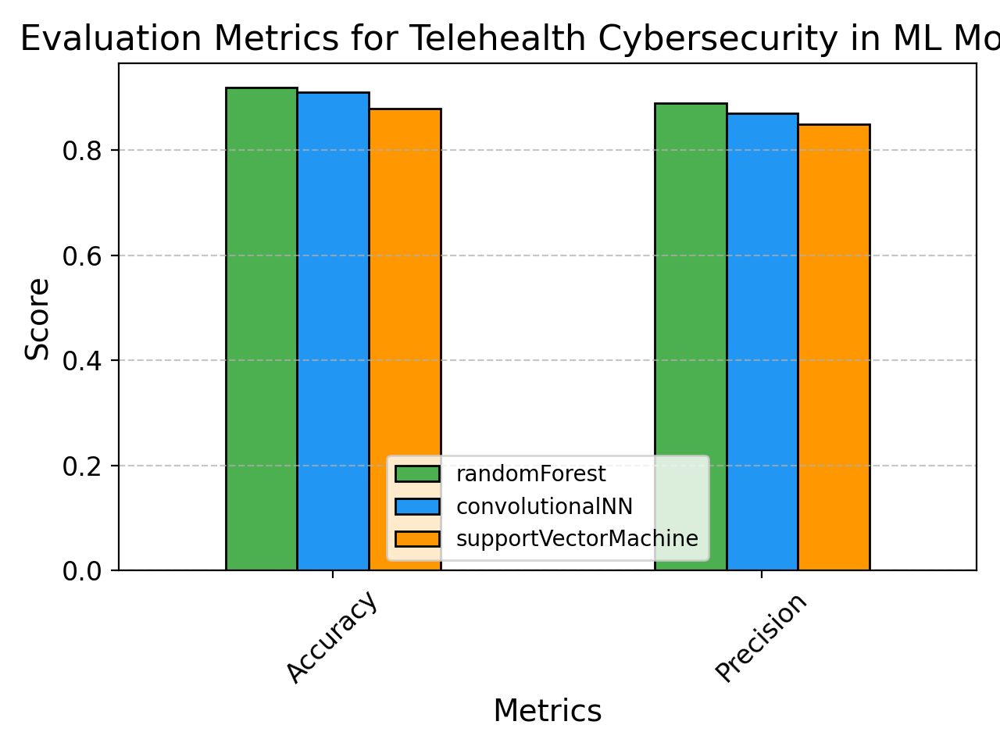 Evaluation Metrics for Telehealth Cybersecurity in ML Mo
Score
0.8
0.6
0.4
0.2
0.0
randomForest
convolutionalNN
supportVectorMachine
Accuracy
Precision
Metrics